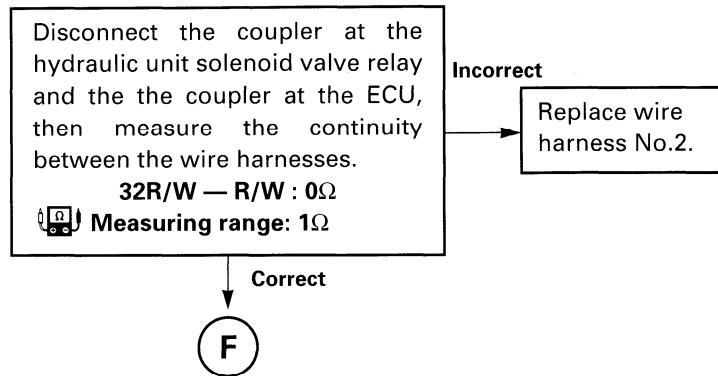 Disconnect the coupler at the
hydraulic unit solenoid valve relay
and the the coupler at the ECU,
then measure the continuity
between the wire harnesses.
32R/W — R/W : 0Ω
Ω
Measuring range: 1Ω
Incorrect
Replace wire
harness No.2.
Correct
F